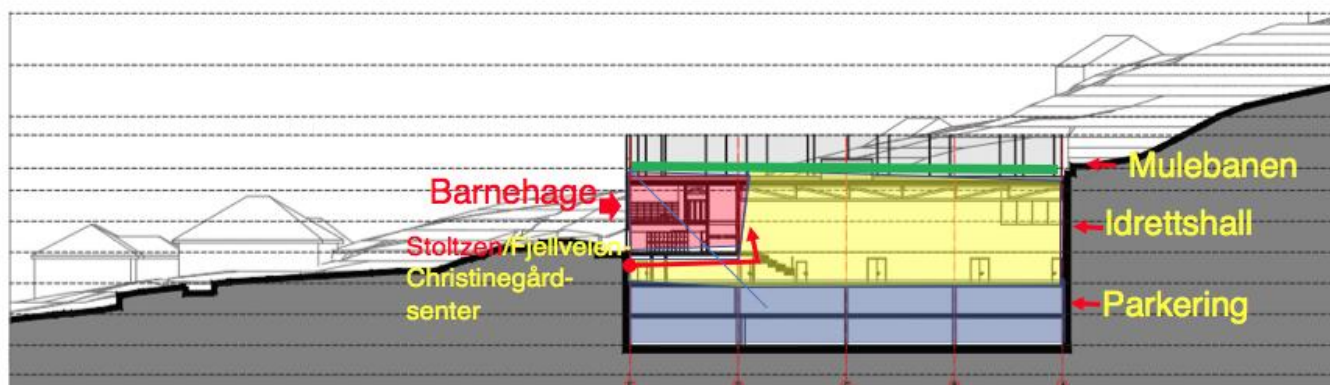 Mulebanen
Barnehage
Idrettshall
Stoltzen/Fjellveien-
Christinegård-
senter
Parkering